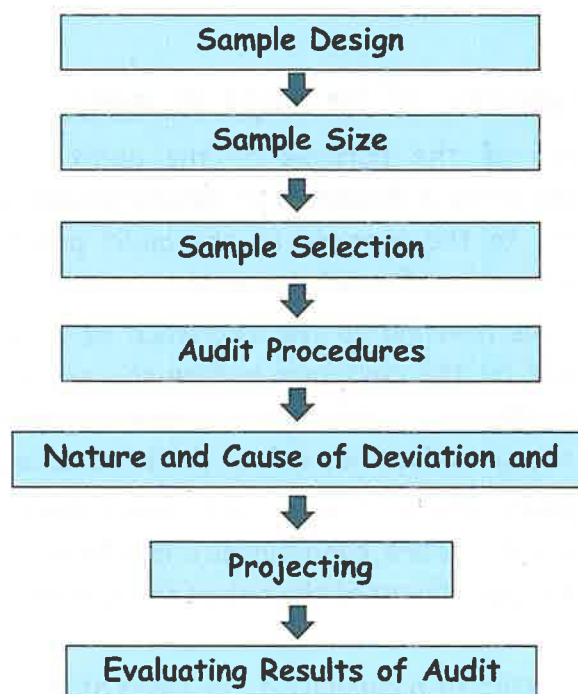 Sample Design
Sample Size
Sample Selection
Audit Procedures
Nature and Cause of Deviation and
Projecting
Evaluating Results of Audit